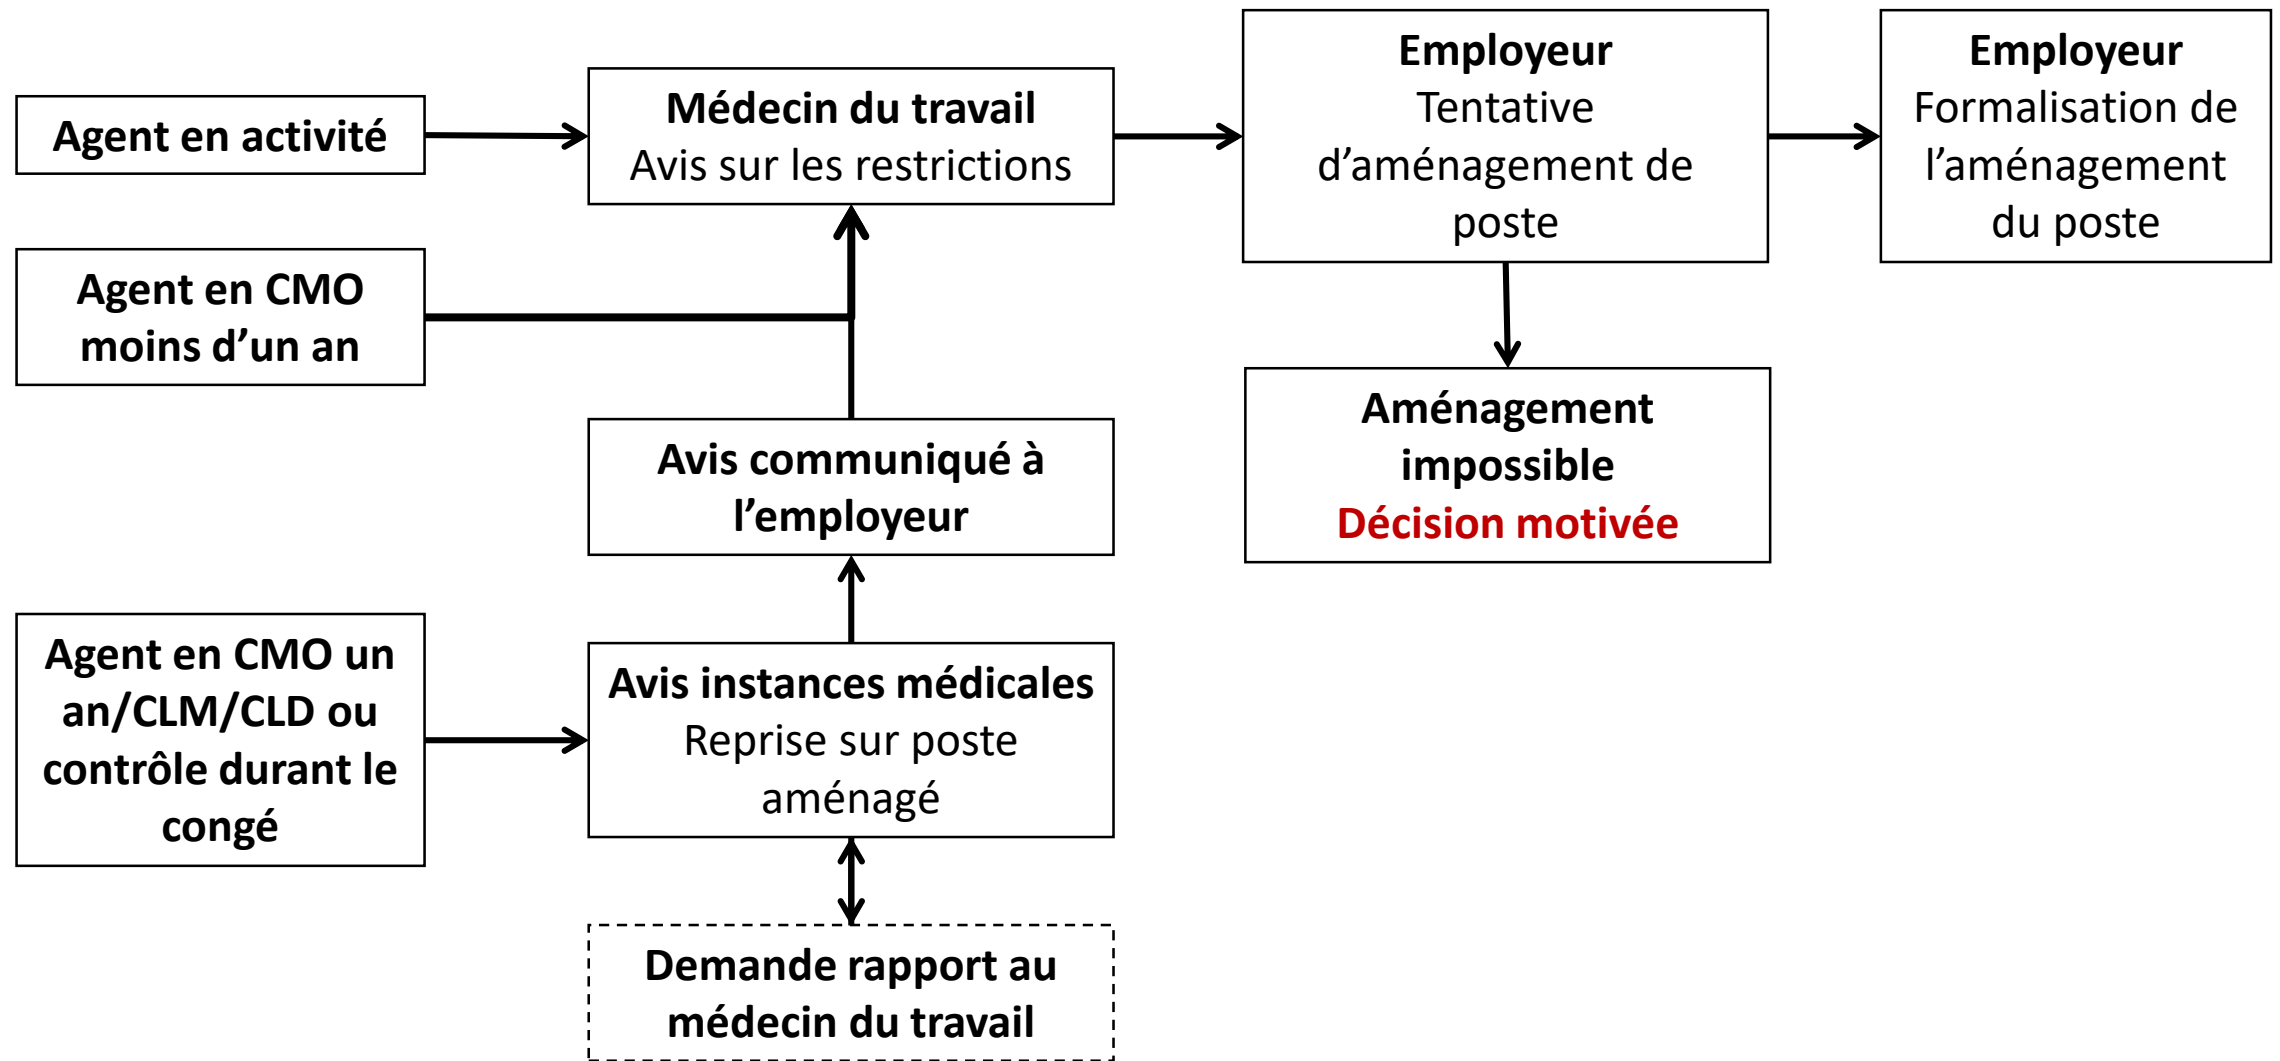 Agent en activité
Médecin du travail
Avis sur les restrictions
Employeur
Tentative
d’aménagement de
poste
Employeur
Formalisation de
l’aménagement
du poste
Agent en CMO
moins d’un an
Aménagement
impossible
Décision motivée
Avis communiqué à
l’employeur
Agent en CMO un
an/CLM/CLD ou
contrôle durant le
congé
Avis instances médicales
Reprise sur poste
aménagé
Demande rapport au
médecin du travail